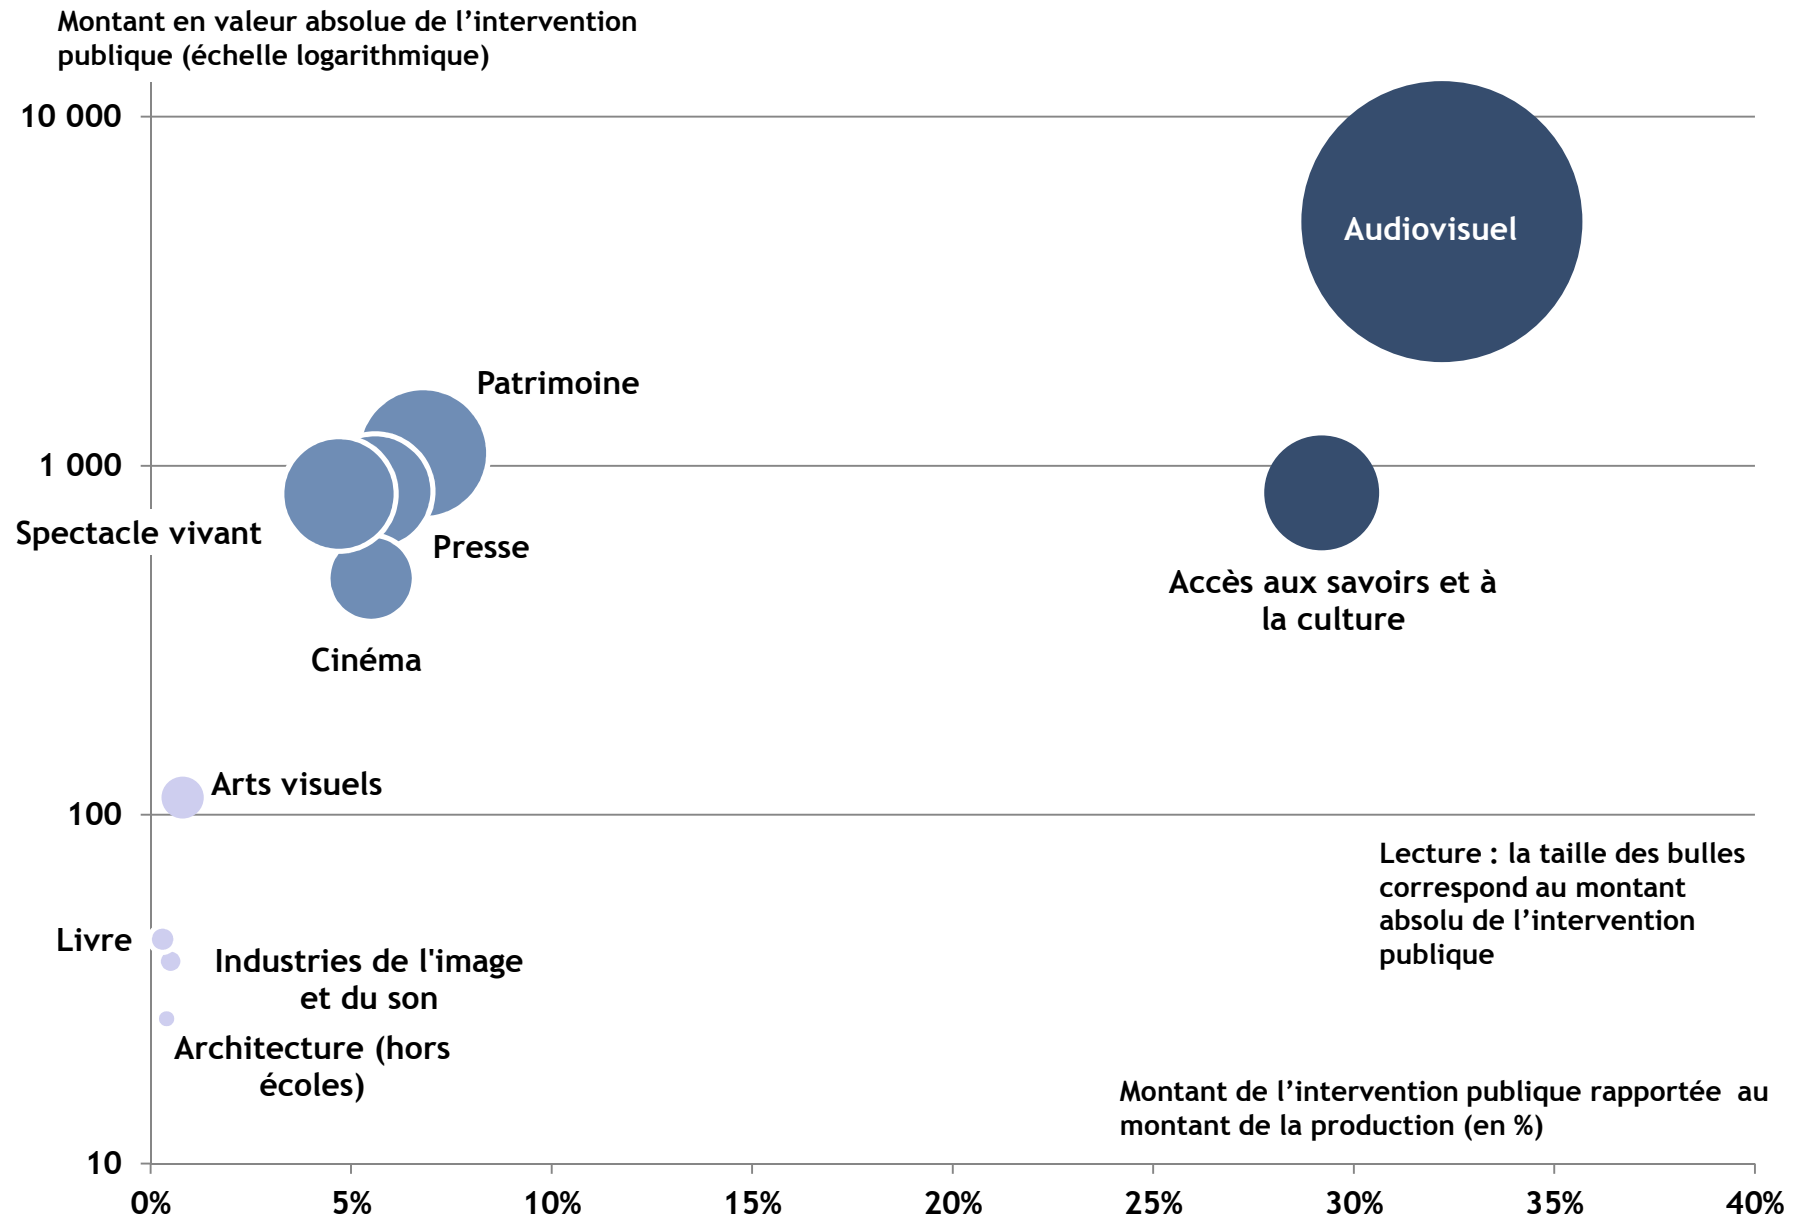 Montant en valeur absolue de l’intervention
publique (échelle logarithmique)
10 000
Audiovisuel
Patrimoine
1 000
Spectacle vivant
Presse
Accès aux savoirs et à
la culture
Cinéma
Arts visuels
100
Lecture : la taille des bulles
correspond au montant
absolu de l’intervention
publique
Livre
Industries de l'image
et du son
Architecture (hors
écoles)
Montant de l’intervention publique rapportée  au
montant de la production (en %)
10
0% 5% 10% 15% 20% 25% 30% 35% 40%